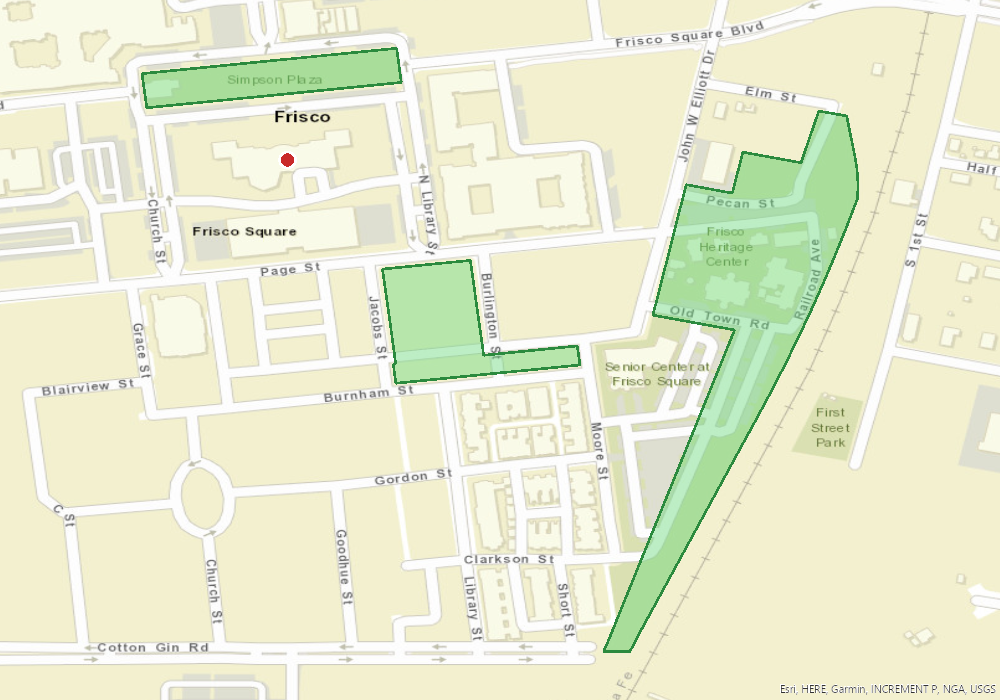 Frisco Square Blvd
Simpson Plaza
d
Elm St
Frisco
John W Elliott Dr
Half
Church St
N Library St
Pecan St
Frisco Square
Frisco
Heritage
Center
S 1st St
Page St
Railroad Ave
Burlington St
Jacobs St
Old Town Rd
Grace St
Senior Center at
Frisco Square
Blairview St
Burnham St
First
Street
Park
Moore St
Gordon St
C St
Goodhue St
Church St
Clarkson St
Library St
Short St
Cotton Gin Rd
a Fe
Esri, HERE, Garmin, INCREMENT P, NGA, USGS